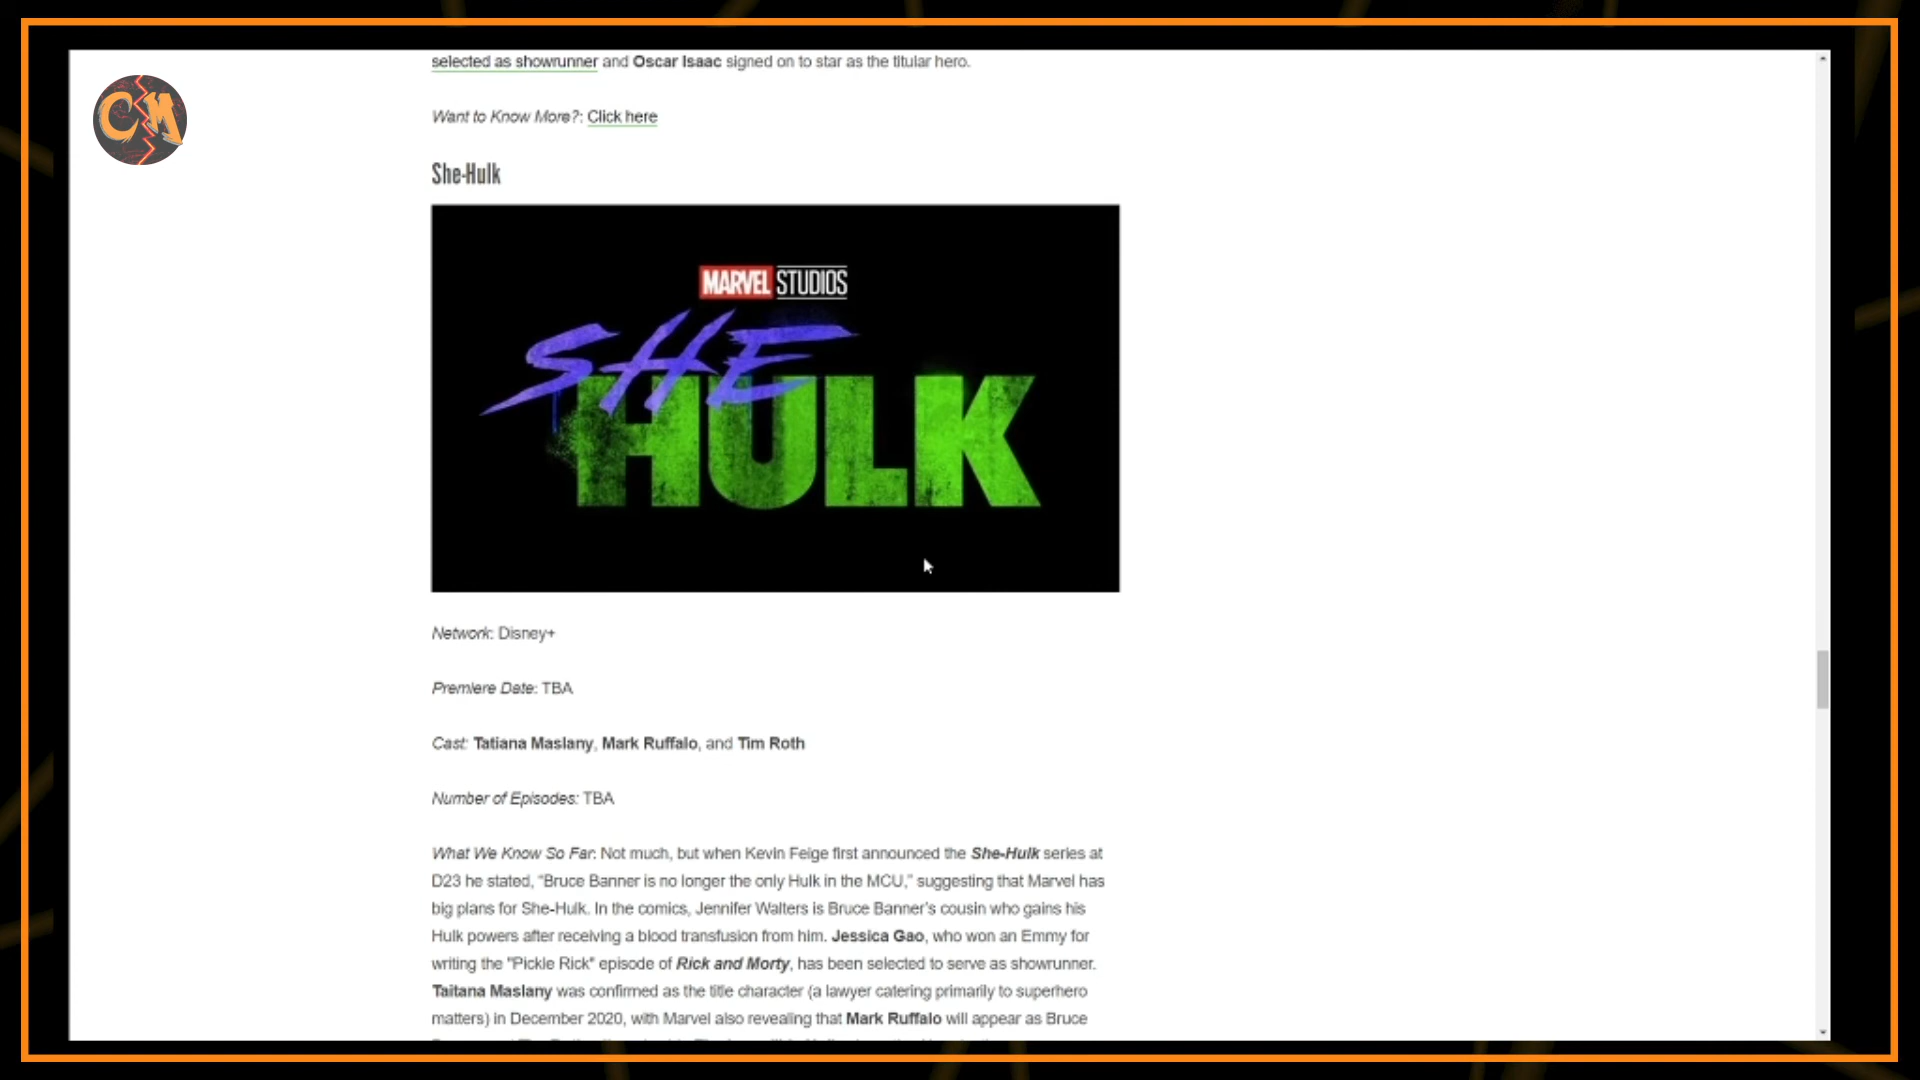 selected as showrunner and Oscar Isaac signed on to star as the titular hero.
CM
Want to Know More?: Click here
She-Hulk
MARVEL STUDIOS
SHE
HULK
Network: Disney+
Premiere Date: TBA
Cast: Tatiana Maslany, Mark Ruffalo, and Tim Roth
Number of Episodes: TBA
What We Know So Far: Not much, but when Kevin Feige first announced the She-Hulk series at
D23 he stated, “Bruce Banner is no longer the only Hulk in the MCU,” suggesting that Marvel has
big plans for She-Hulk. In the comics, Jennifer Walters is Bruce Banner’s cousin who gains his
Hulk powers after receiving a blood transfusion from him. Jessica Gao, who won an Emmy for
writing the "Pickle Rick" episode of Rick and Morty, has been selected to serve as showrunner.
Taitana Maslany was confirmed as the title character (a lawyer catering primarily to superhero
matters) in December 2020, with Marvel also revealing that Mark Ruffalo will appear as Bruce